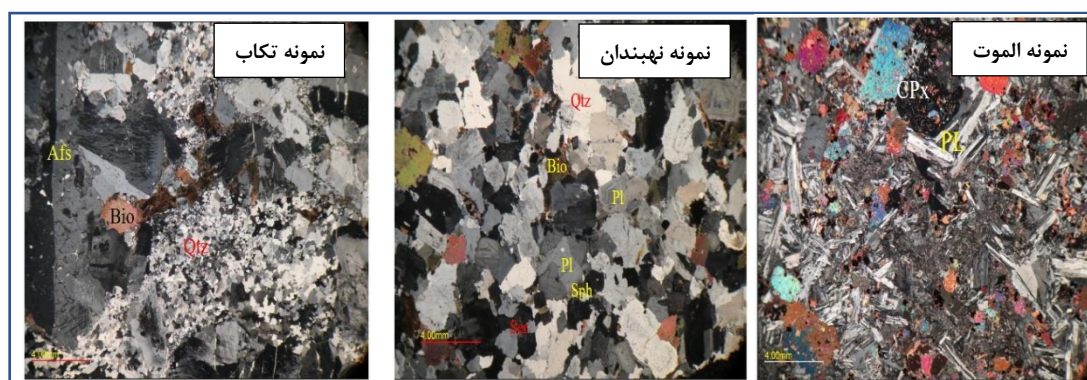 نمونه تکاب
Afs
Bio
Qtz
4.00mm
نمونه نهبندان
Qtz
Bio
Pl
Pl
Sph
4.00mm
نمونه الموت
CPx
PL
4.00mm